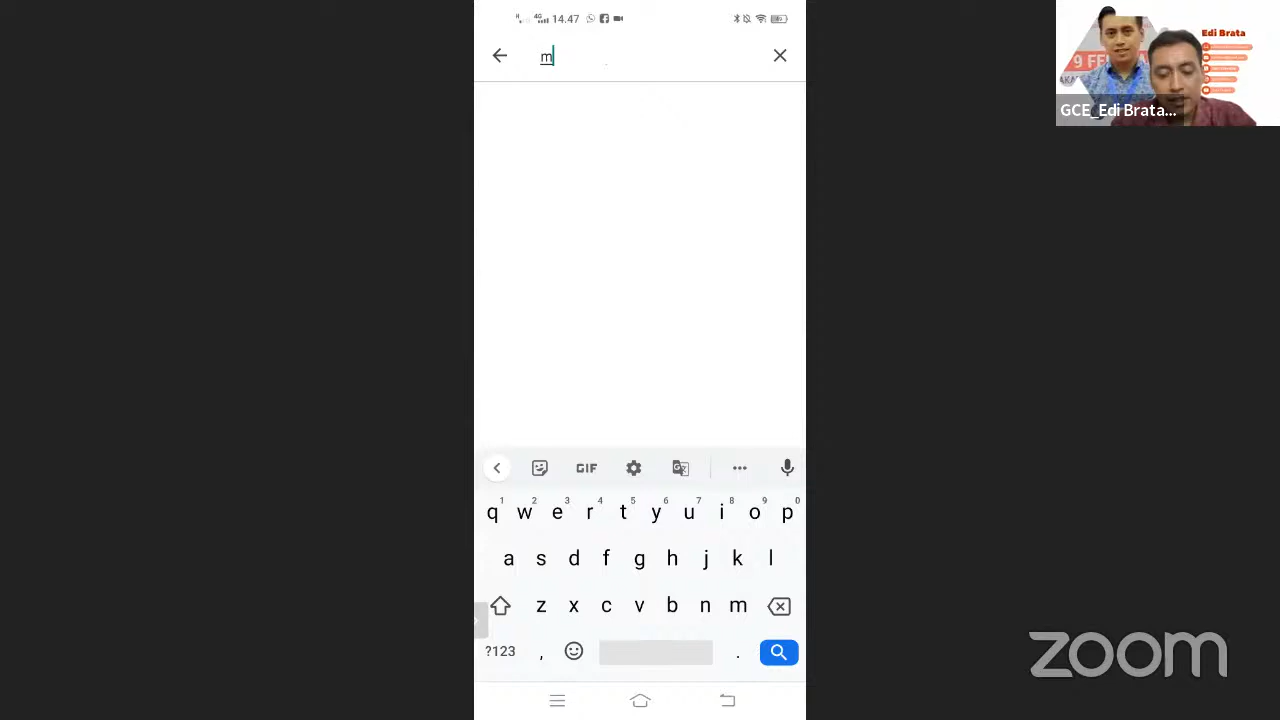 4G 14.47
m
GIF
1 2 3 4 5 6 7 8 9 0
q w e r t y u i o p
a s d f g h j k l
z x c v b n m
?123 , .
Edi Brata
9 FE
GCE_Edi Brata...
zoom